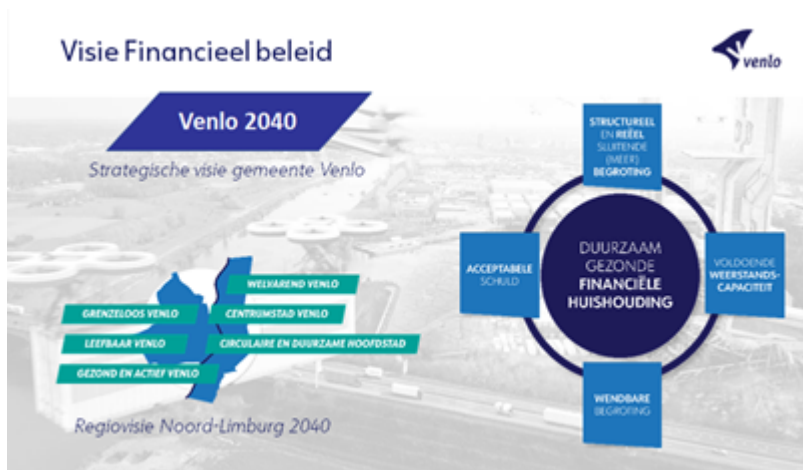 Visie Financieel beleid
venlo
Venlo 2040
Strategische visie gemeente Venlo
WELVAREND VENLO
GRENZELOOS VENLO
CENTRUMSTAD VENLO
LEEFBAAR VENLO
CIRCULAIRE EN DUURZAME HOOFDSTAD
GEZOND EN ACTIEF VENLO
Regiovisie Noord-Limburg 2040
STRUCTUREEL
EN REËEL
SLUITENDE
(MEER)
BEGROTING
ACCEPTABELE
SCHULD
DUURZAAM
GEZONDE
FINANCIËLE
HUISHOUDING
VOLDOENDE
WEERSTANDS-
CAPACITEIT
WENDBARE
BEGROTING